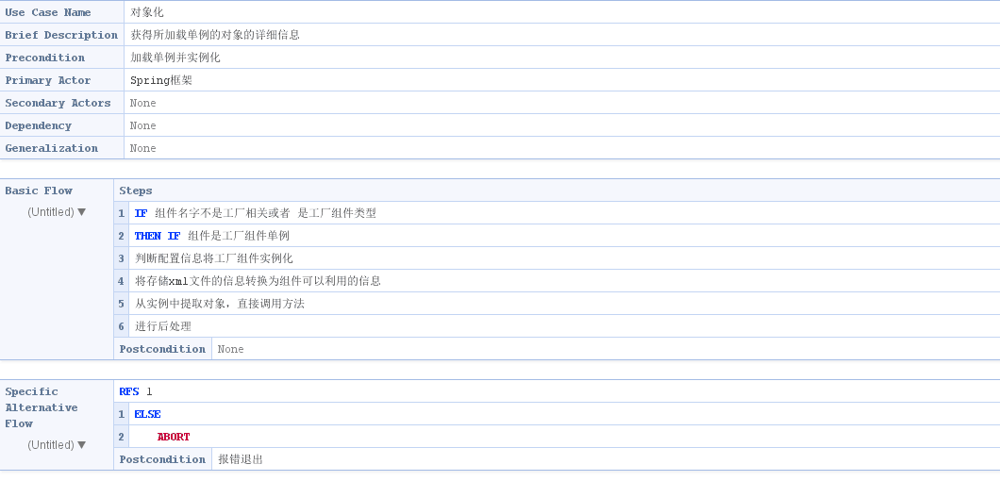 Use Case Name 对象化
Brief Description 获得所加载单例的对象的详细信息
Precondition 加载单例并实例化
Primary Actor Spring框架
Secondary Actors None
Dependency None
Generalization None
Basic Flow Steps
(Untitled) ▼
1 IF 组件名字不是工厂相关或者 是工厂组件类型
2 THEN IF 组件是工厂组件单例
3 判断配置信息将工厂组件实例化
4 将存储xml文件的信息转换为组件可以利用的信息
5 从实例中提取对象，直接调用方法
6 进行后处理
Postcondition None
Specific
Alternative
Flow
(Untitled) ▼
RFS 1
1 ELSE
2 ABORT
Postcondition 报错退出